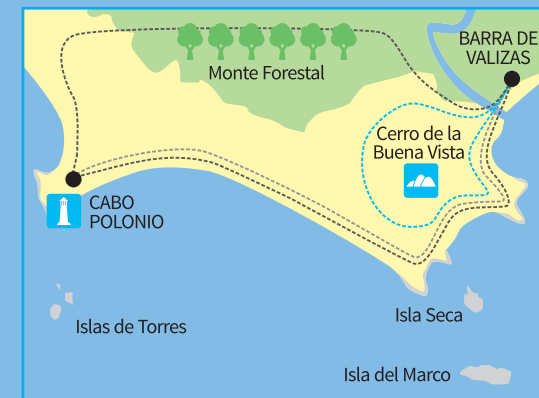 BARRA DE
VALIZAS
Monte Forestal
Cerro de la
Buena Vista
CABO
POLONIO
Isla Seca
Islas de Torres
Isla del Marco